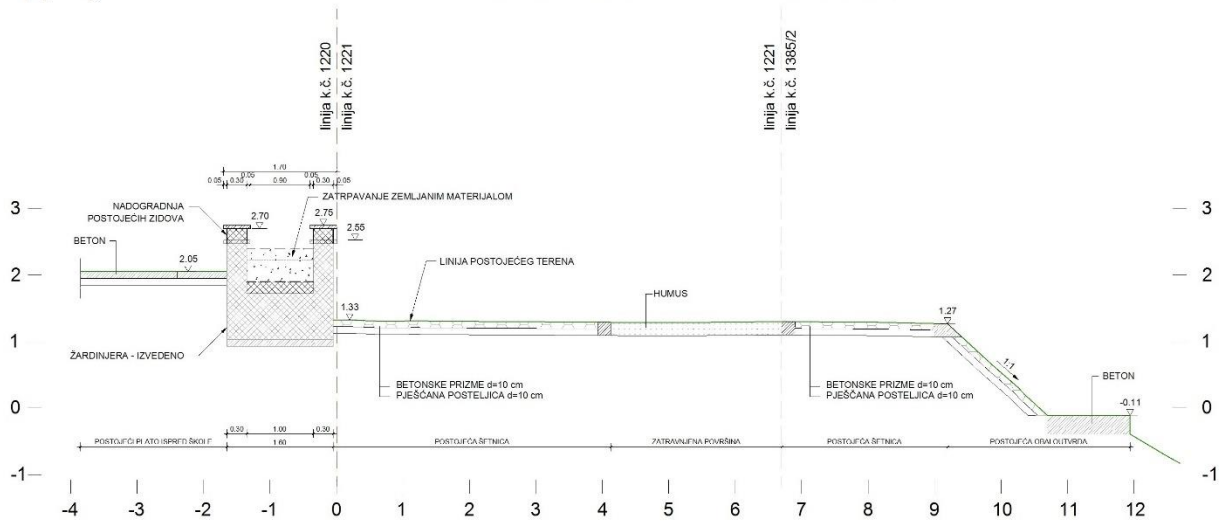 linija k.č. 1220
linija k.č. 1221
linija k.č. 1221
linija k.č. 1385/2
1.70
0.05 0.30 0.05 0.90 0.05 0.30 0.05
ZATRPAVANJE ZEMLJANIM MATERIJALOM
NADOGRADNJA
POSTOJEĆIH ZIDOVA
3
3
2.70
2.75
2.55
BETON
2.05
LINIJA POSTOJEĆEG TERENA
2
2
HUMUS
1.33
1.27
1
1
ŽARDINJERA - IZVEDENO
1:1
BETONSKE PRIZME d=10 cm
PJEŠČANA POSTELJICA d=10 cm
BETONSKE PRIZME d=10 cm
PJEŠČANA POSTELJICA d=10 cm
BETON
0
-0.11
0
0.30 1.00 0.30
POSTOJEĆI PLATO ISPRED ŠKOLE
1.60
POSTOJEĆA ŠETNICA
ZATRAVNJENA POVRŠINA
POSTOJEĆA ŠETNICA
POSTOJEĆA OBALOUTVRDA
-1
-1
-4 -3 -2 -1 0 1 2 3 4 5 6 7 8 9 10 11 12